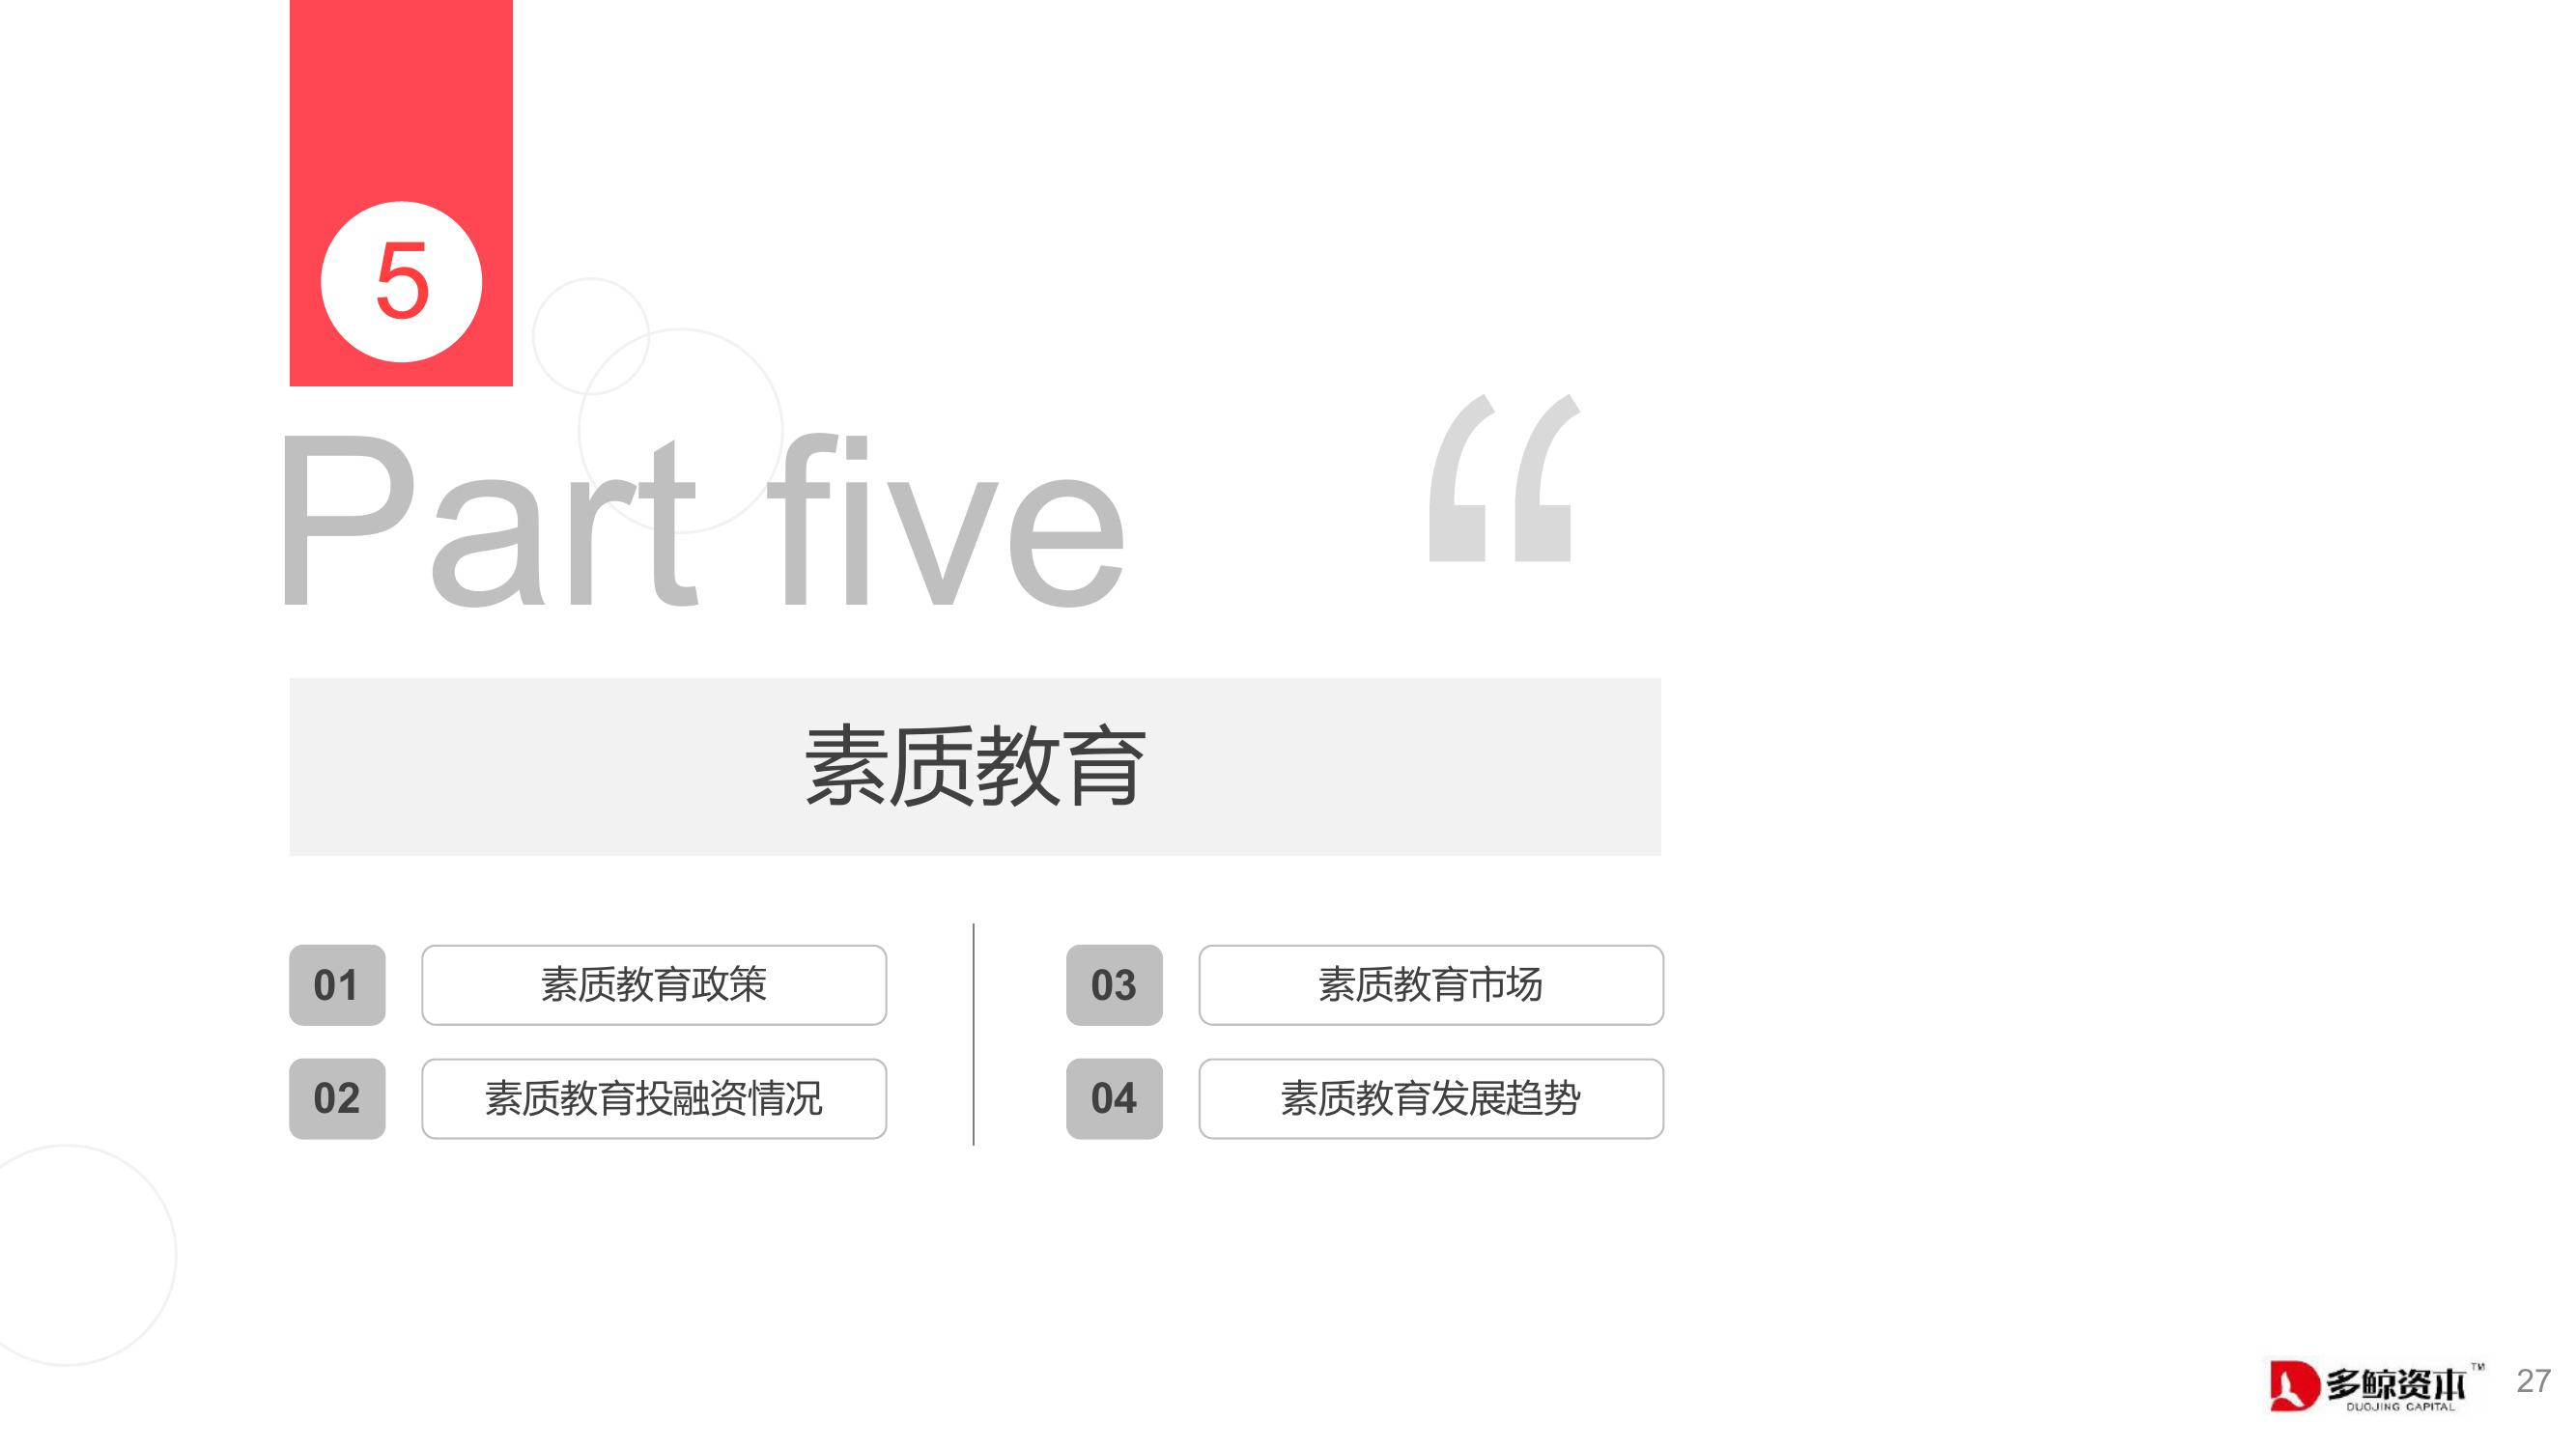 5
Part five
“
素质教育
01 素质教育政策
02 素质教育投融资情况
03 素质教育市场
04 素质教育发展趋势
多鲸资本™
DUOJING CAPITAL
27